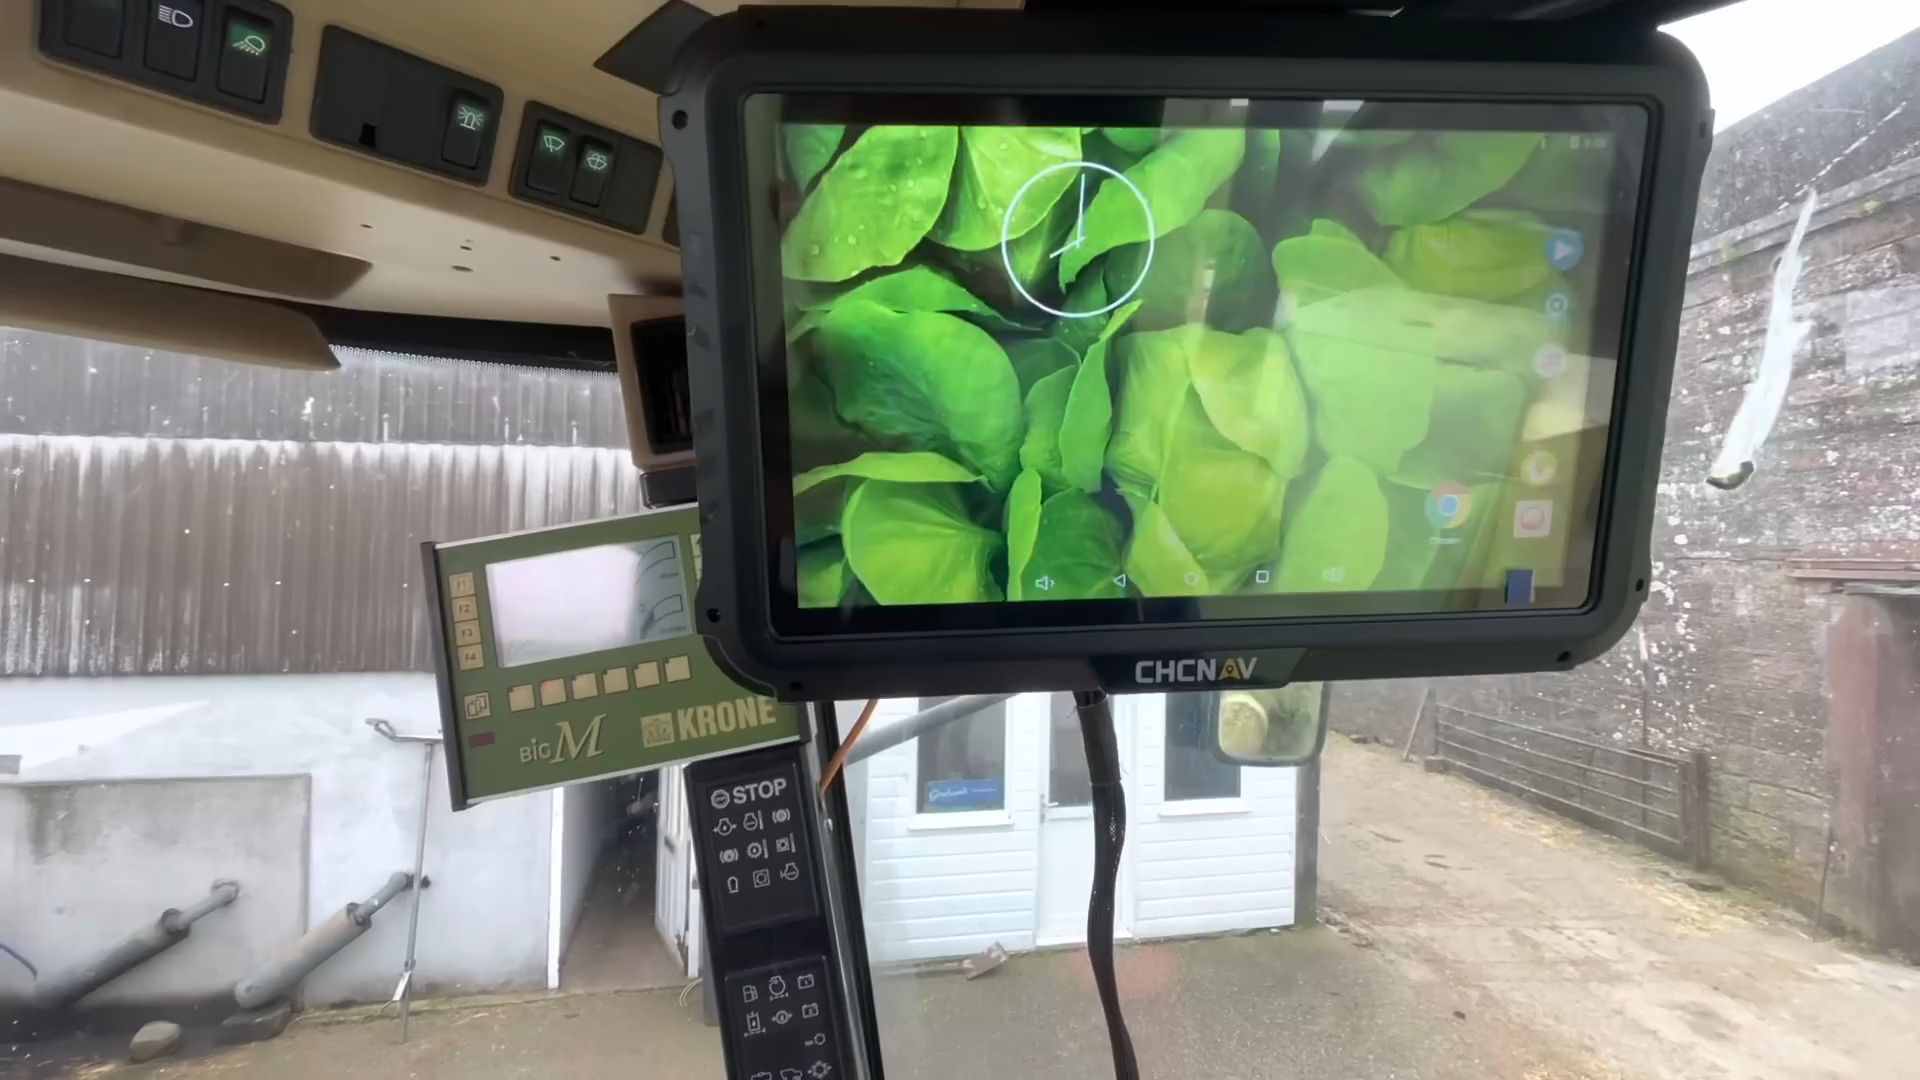 CHCNAV
F1
F2
F3
F4
BiG M
KRONE
STOP